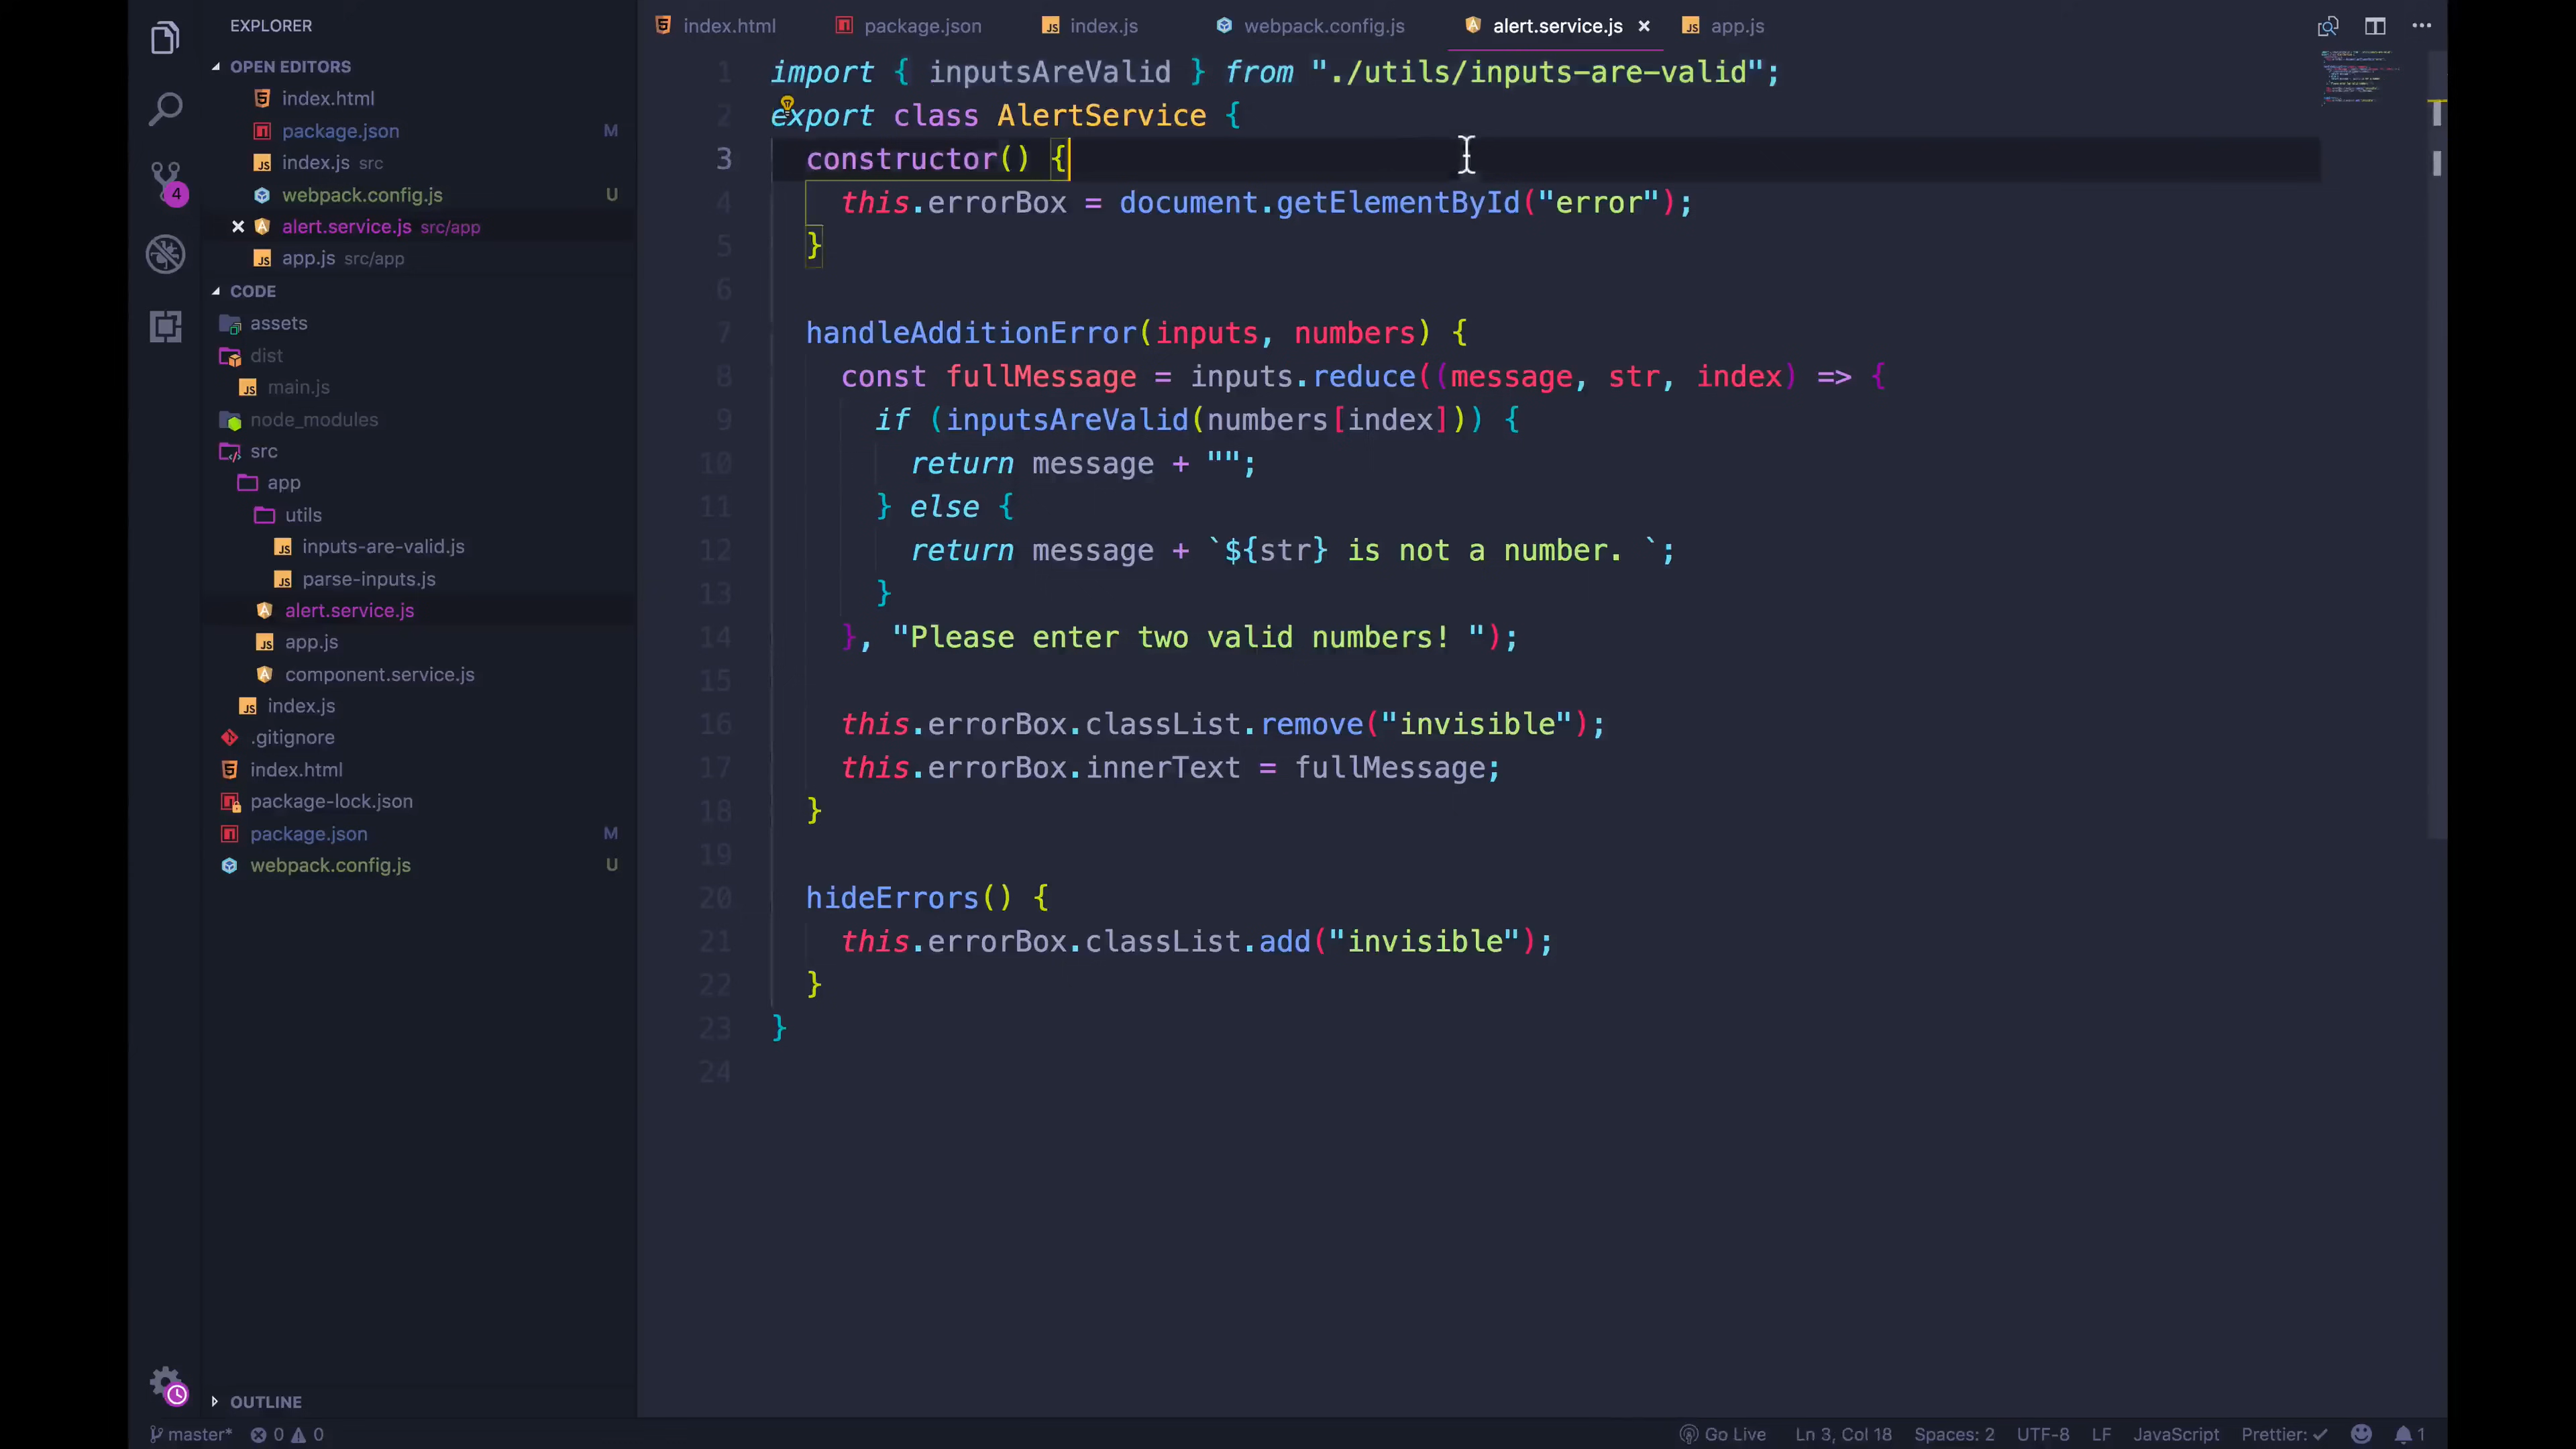 EXPLORER
OPEN EDITORS
index.html
package.json M
index.js src
webpack.config.js U
alert.service.js src/app
app.js src/app
CODE
assets
dist
main.js
node_modules
src
app
utils
inputs-are-valid.js
parse-inputs.js
alert.service.js
app.js
component.service.js
index.js
.gitignore
index.html
package-lock.json
package.json M
webpack.config.js U
OUTLINE
4
index.html package.json index.js webpack.config.js alert.service.js app.js
1 import { inputsAreValid } from "./utils/inputs-are-valid";
2 export class AlertService {
3 constructor() {
4 this.errorBox = document.getElementById("error");
5 }
6
7 handleAdditionError(inputs, numbers) {
8 const fullMessage = inputs.reduce((message, str, index) => {
9 if (inputsAreValid(numbers[index])) {
10 return message + "";
11 } else {
12 return message + `${str} is not a number. `;
13 }
14 }, "Please enter two valid numbers! ");
15
16 this.errorBox.classList.remove("invisible");
17 this.errorBox.innerText = fullMessage;
18 }
19
20 hideErrors() {
21 this.errorBox.classList.add("invisible");
22 }
23 }
24
master* 0 0 Go Live Ln 3, Col 18 Spaces: 2 UTF-8 LF JavaScript Prettier: ✓ 1